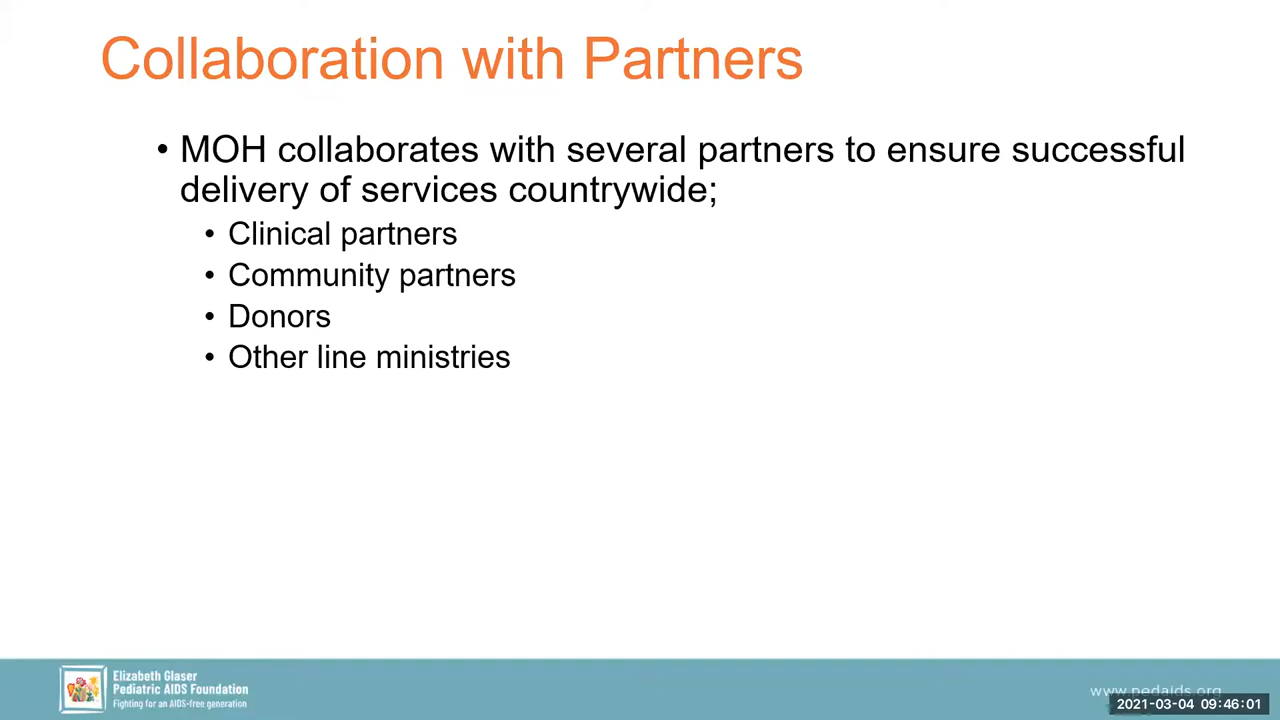 Collaboration with Partners
• MOH collaborates with several partners to ensure successful
delivery of services countrywide;
• Clinical partners
• Community partners
• Donors
• Other line ministries
Elizabeth Glaser
Pediatric AIDS Foundation
Fighting for an AIDS-free generation
www.pedaids.org
2021-03-04 09:46:01